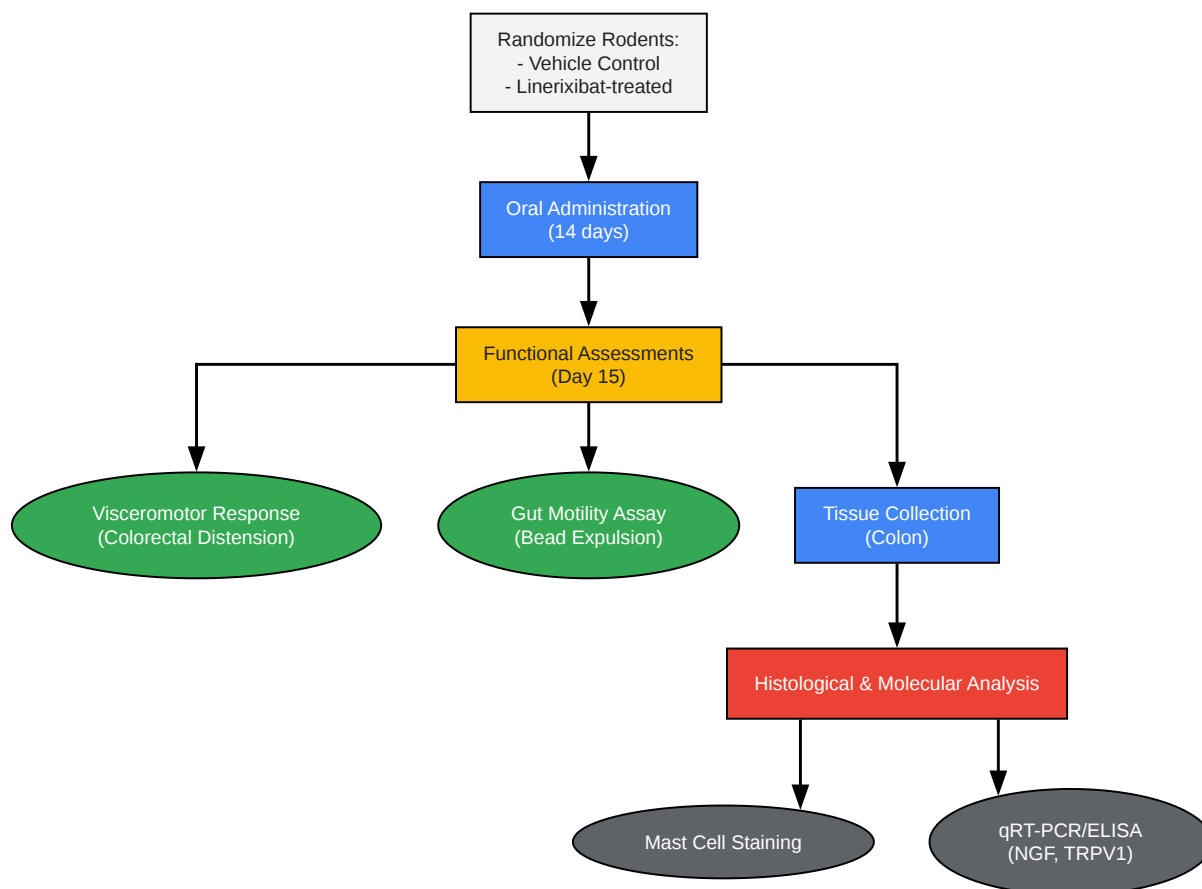 Randomize Rodents:
- Vehicle Control
- Linerixibat-treated
Oral Administration
(14 days)
Functional Assessments
(Day 15)
Visceromotor Response
(Colorectal Distension)
Gut Motility Assay
(Bead Expulsion)
Tissue Collection
(Colon)
Histological & Molecular Analysis
Mast Cell Staining
qRT-PCR/ELISA
(NGF, TRPV1)